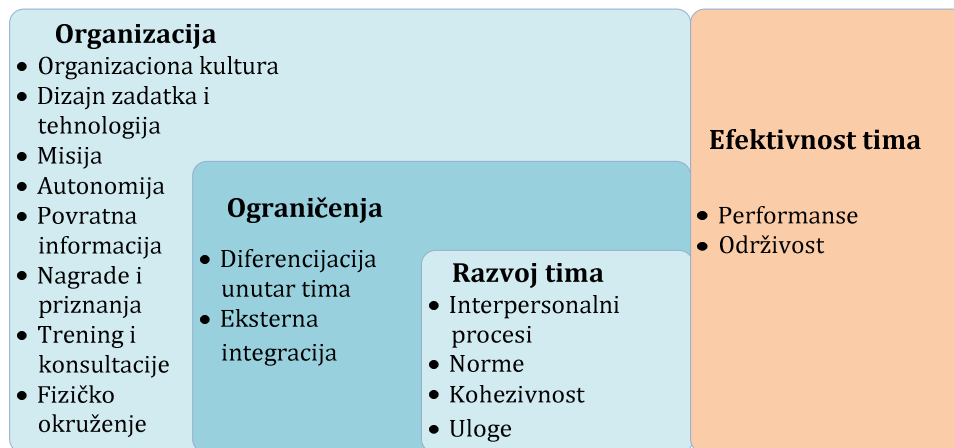 Organizacija
• Organizaciona kultura
• Dizajn zadatka i
tehnologija
• Misija
• Autonomija
• Povratna
informacija
• Nagrade i
priznanja
• Trening i
konsultacije
• Fizičko
okruženje
Ograničenja
• Diferencijacija
unutar tima
• Eksterna
integracija
Razvoj tima
• Interpersonalni
procesi
• Norme
• Kohezivnost
• Uloge
Efektivnost tima
• Performanse
• Održivost